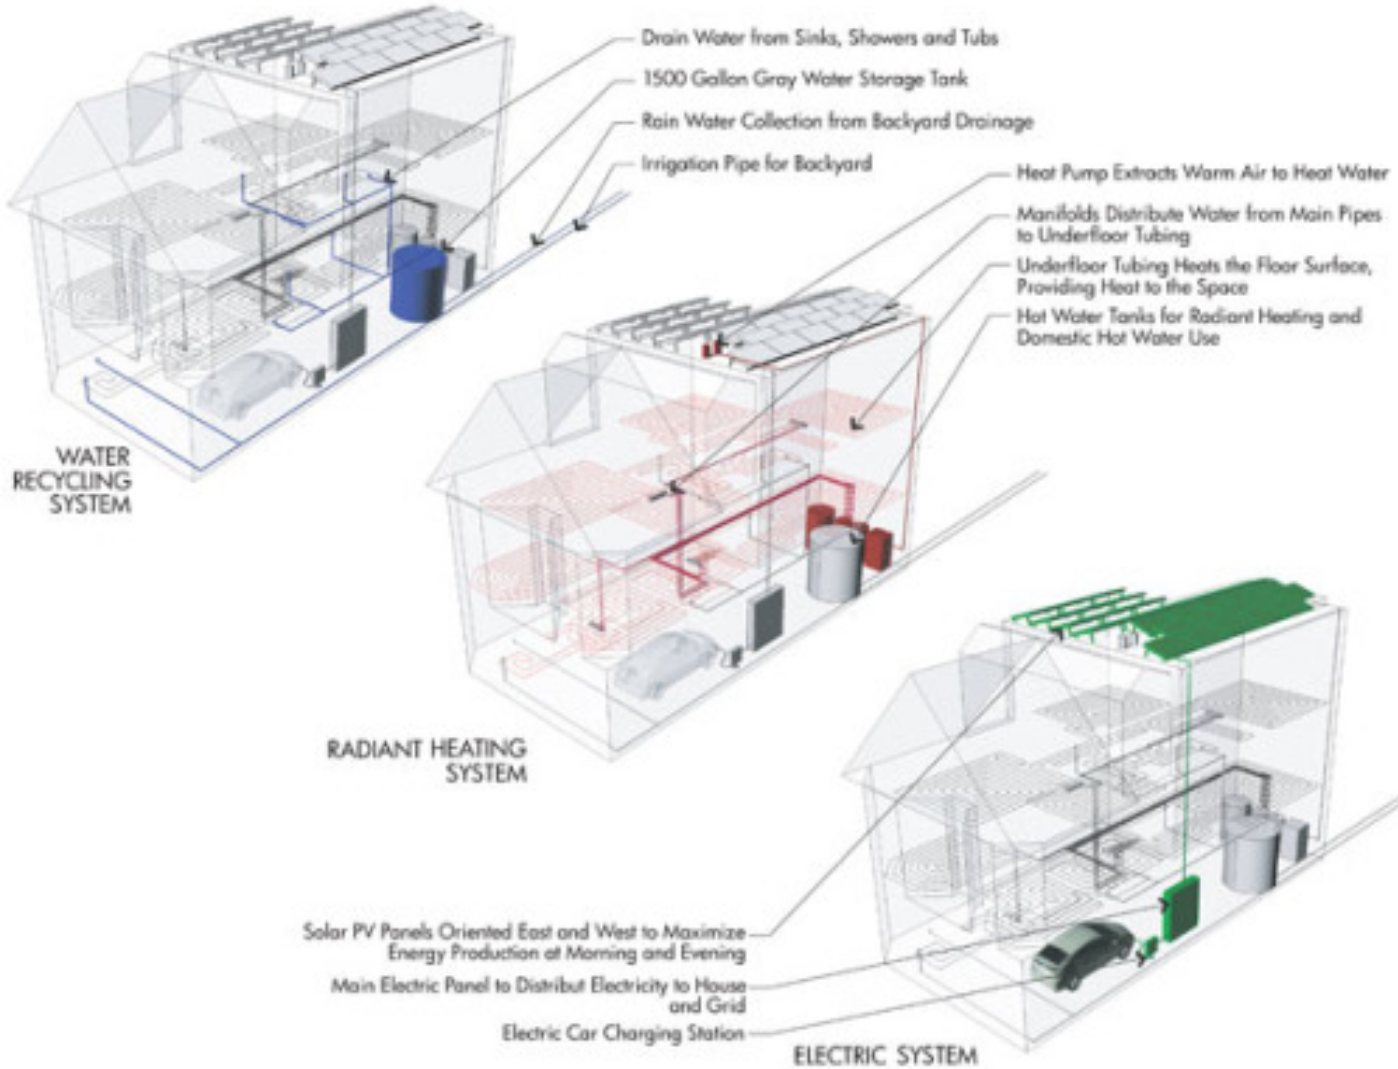 Drain Water from Sinks, Showers and Tubs
1500 Gallon Gray Water Storage Tank
Rain Water Collection from Backyard Drainage
Irrigation Pipe for Backyard
WATER
RECYCLING
SYSTEM
Heat Pump Extracts Warm Air to Heat Water
Manifolds Distribute Water from Main Pipes
to Underfloor Tubing
Underfloor Tubing Heats the Floor Surface,
Providing Heat to the Space
Hot Water Tanks for Radiant Heating and
Domestic Hot Water Use
RADIANT HEATING
SYSTEM
Solar PV Panels Oriented East and West to Maximize
Energy Production at Morning and Evening
Main Electric Panel to Distribut Electricity to House
and Grid
Electric Car Charging Station
ELECTRIC SYSTEM